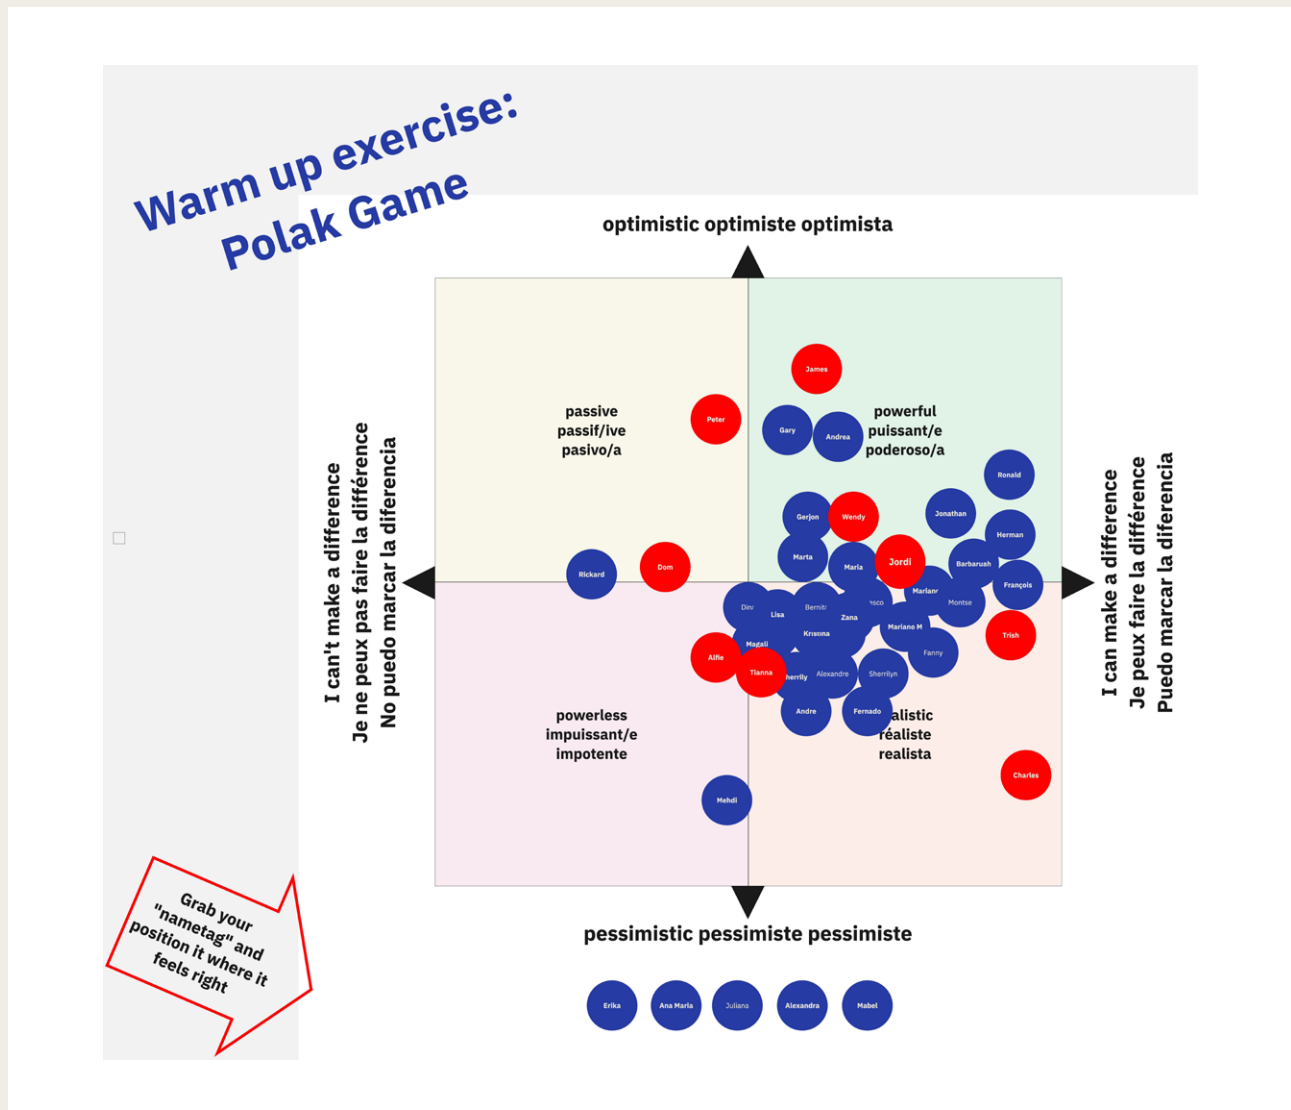 Warm up exercise:
Polak Game
optimistic optimiste optimista
I can't make a difference
Je ne peux pas faire la différence
No puedo marcar la diferencia
passive
passif/ive
pasivo/a
powerful
puissant/e
poderoso/a
James
Peter
Gary
Andrea
Ronald
Gerjon
Wendy
Jonathan
Herman
Marta
Maria
Jordi
Barbaruah
Rickard
Dom
François
Lisa
Zana
Montse
Kristina
Mariano M
Trish
Magali
Alfie
Tianna
Alexandre
Sherrilyn
Fanny
Andre
Fernado
powerless
impuissant/e
impotente
réaliste
realista
Charles
Mehdi
I can make a difference
Je peux faire la différence
Puedo marcar la diferencia
pessimistic pessimiste pessimiste
Grab your
"nametag" and
position it where it
feels right
Erika
Ana Maria
Juliana
Alexandra
Mabel